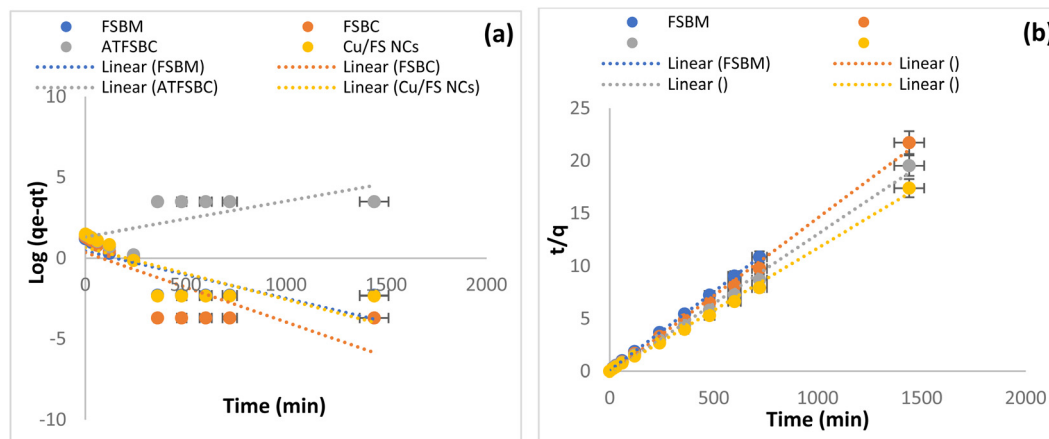 FSBM FSBC (a)
ATFSBC Cu/FS NCs
Linear (FSBM) Linear (FSBC)
Linear (ATFSBC) Linear (Cu/FS NCs)
10
5
0
-5
-10
0 500 1000 1500 2000
Log (qe-qt)
Time (min)
FSBM (b)
Linear (FSBM) Linear ()
Linear () Linear ()
25
20
15
10
5
0
0 500 1000 1500 2000
t/q
Time (min)